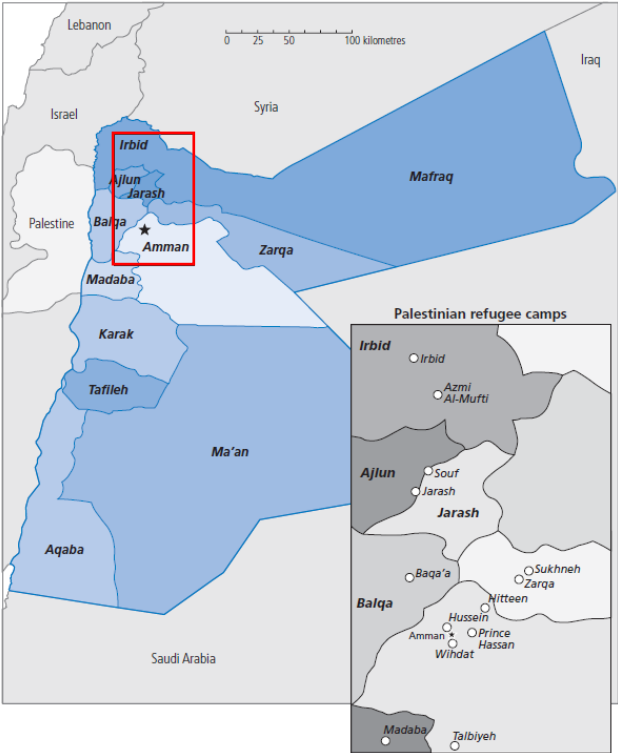 Lebanon
0 25 50 100 kilometres
Iraq
Israel
Syria
Irbid
Ajlun
Jarash
Mafraq
Palestine
Balqa
Amman
Zarqa
Madaba
Karak
Tafileh
Ma'an
Aqaba
Saudi Arabia
Palestinian refugee camps
Irbid
Irbid
Azmi
Al-Mufti
Ajlun
Souf
Jarash
Jarash
Baqa'a
Sukhneh
Zarqa
Balqa
Hitteen
Hussein
Amman
Prince
Hassan
Wihdat
Madaba
Talbiyeh